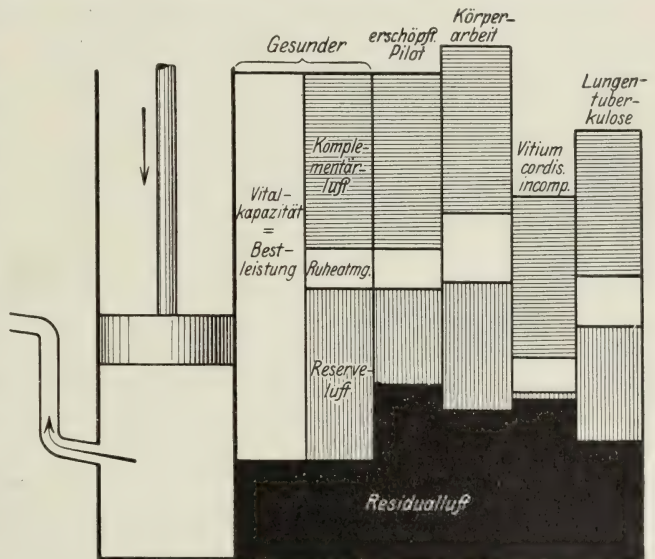 Gesunder
erschöpft.
Pilot
Körper-
arbeit
Vitium
cordis.
incomp.
Lungen-
tuber-
kulose
Vital-
kapazität
=
Best-
leistung
Komple-
mentär-
luft
Ruheatmg.
Reserve-
luft
Residualluft